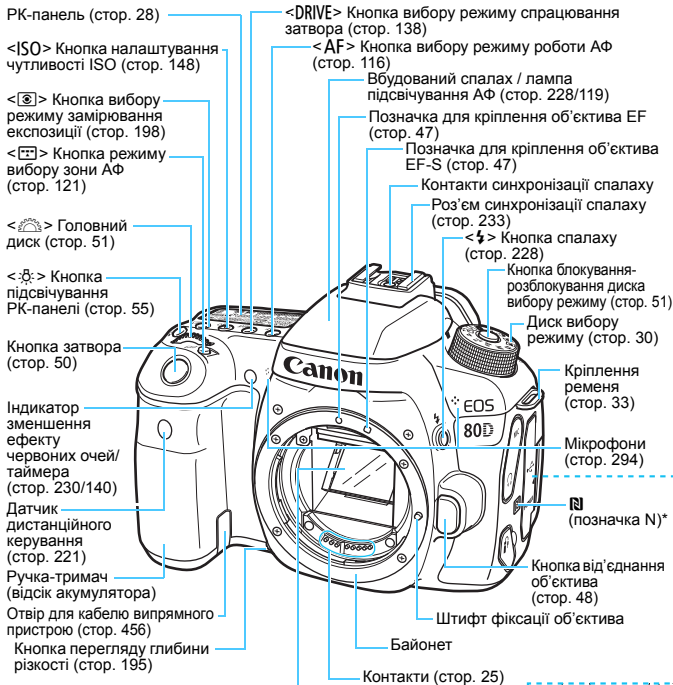 РК-панель (стор. 28)
<DRIVE> Кнопка вибору режиму спрацювання
затвора (стор. 138)
<ISO> Кнопка налаштування
чутливості ISO (стор. 148)
<AF> Кнопка вибору режиму роботи АФ
(стор. 116)
Вбудований спалах / лампа
підсвічування АФ (стор. 228/119)
< > Кнопка вибору
режиму замірювання
експозиції (стор. 198)
Позначка для кріплення об’єктива EF
(стор. 47)
Позначка для кріплення об’єктива
EF-S (стор. 47)
< > Кнопка режиму
вибору зони АФ
(стор. 121)
Контакти синхронізації спалаху
Роз’єм синхронізації спалаху
(стор. 233)
< > Головний
диск (стор. 51)
< > Кнопка спалаху
(стор. 228)
Кнопка блокування-
розблокування диска
вибору режиму (стор. 51)
< > Кнопка
підсвічування
РК-панелі (стор. 55)
Диск вибору
режиму (стор. 30)
Кнопка затвора
(стор. 50)
Кріплення
ременя
(стор. 33)
Canon
EOS
80D
Індикатор
зменшення
ефекту
червоних очей/
таймера
(стор. 230/140)
Мікрофони
(стор. 294)
Датчик
дистанційного
керування
(стор. 221)
N
(позначка N)*
Ручка-тримач
(відсік акумулятора)
Кнопка від’єднання
об’єктива
(стор. 48)
Отвір для кабелю випрямного
пристрою (стор. 456)
Штифт фіксації об’єктива
Кнопка перегляду глибини
різкості (стор. 195)
Байонет
Контакти (стор. 25)